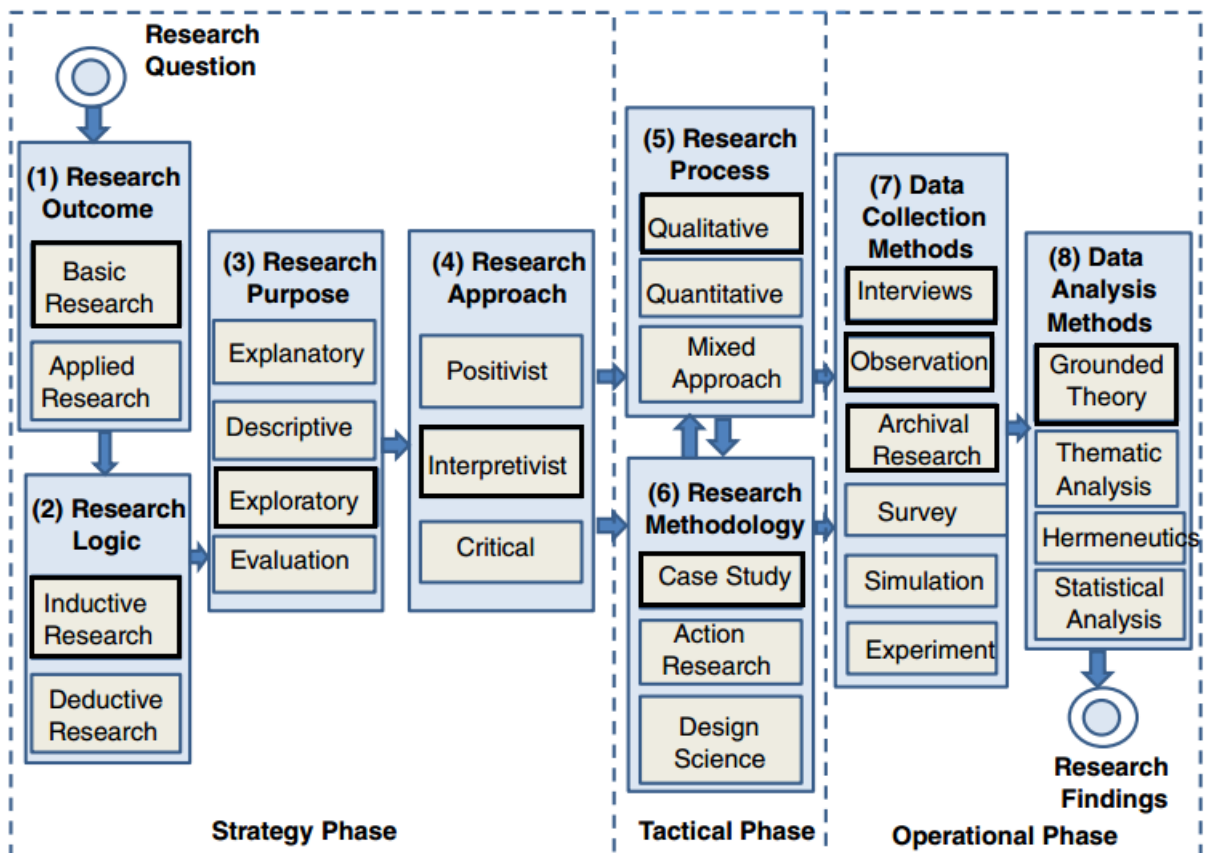 Research
Question
(1) Research
Outcome
Basic
Research
Applied
Research
(2) Research
Logic
Inductive
Research
Deductive
Research
(3) Research
Purpose
Explanatory
Descriptive
Exploratory
Evaluation
(4) Research
Approach
Positivist
Interpretivist
Critical
(5) Research
Process
Qualitative
Quantitative
Mixed
Approach
(6) Research
Methodology
Case Study
Action
Research
Design
Science
(7) Data
Collection
Methods
Interviews
Observation
Archival
Research
Survey
Simulation
Experiment
(8) Data
Analysis
Methods
Grounded
Theory
Thematic
Analysis
Hermeneutics
Statistical
Analysis
Research
Findings
Strategy Phase
Tactical Phase
Operational Phase